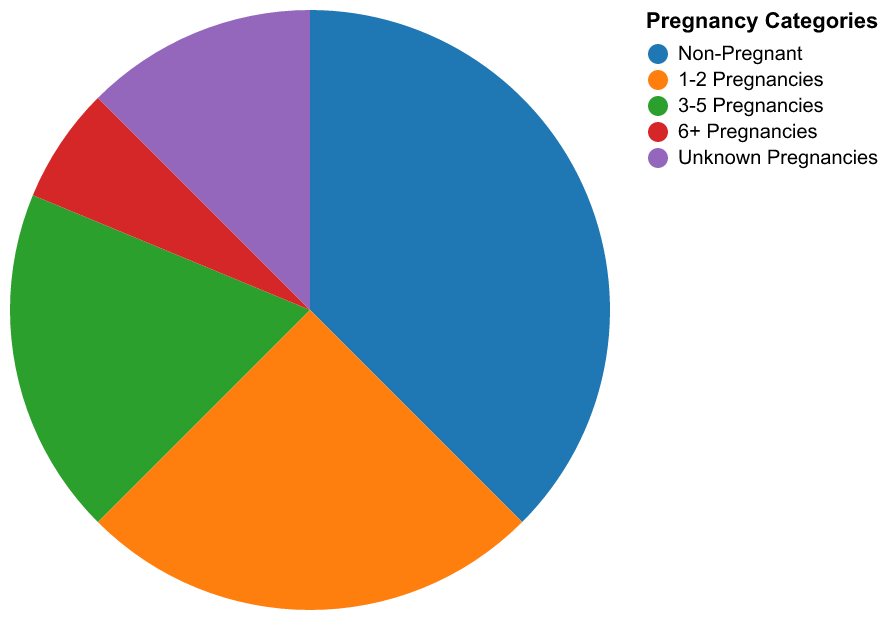 Pregnancy Categories
Non-Pregnant
1-2 Pregnancies
3-5 Pregnancies
6+ Pregnancies
Unknown Pregnancies